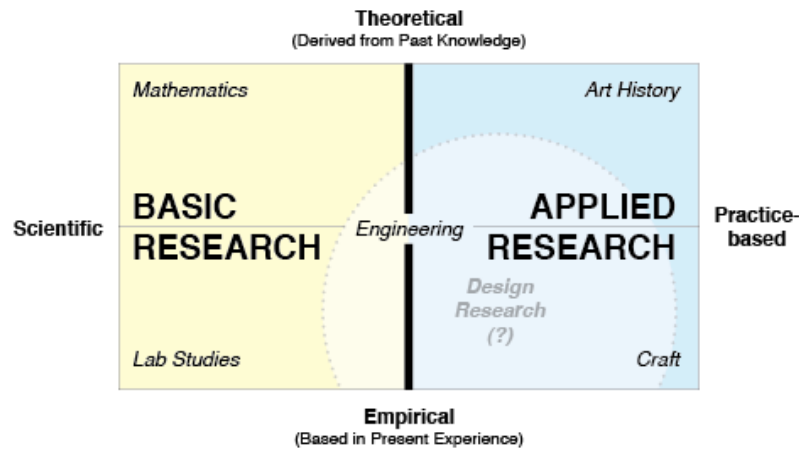 Theoretical
(Derived from Past Knowledge)
Mathematics
Art History
BASIC
RESEARCH
APPLIED
RESEARCH
Scientific
Engineering
Practice-
based
Design
Research
(?)
Lab Studies
Craft
Empirical
(Based in Present Experience)